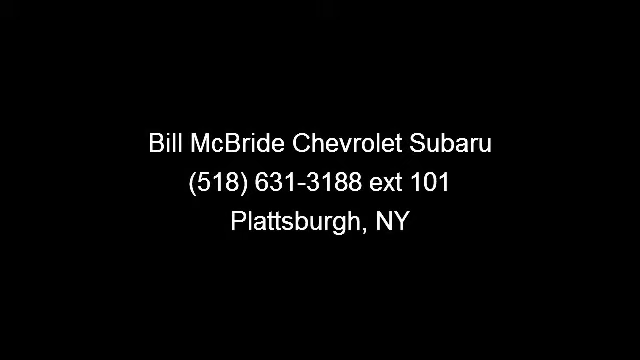 Bill McBride Chevrolet Subaru
(518) 631-3188 ext 101
Plattsburgh, NY